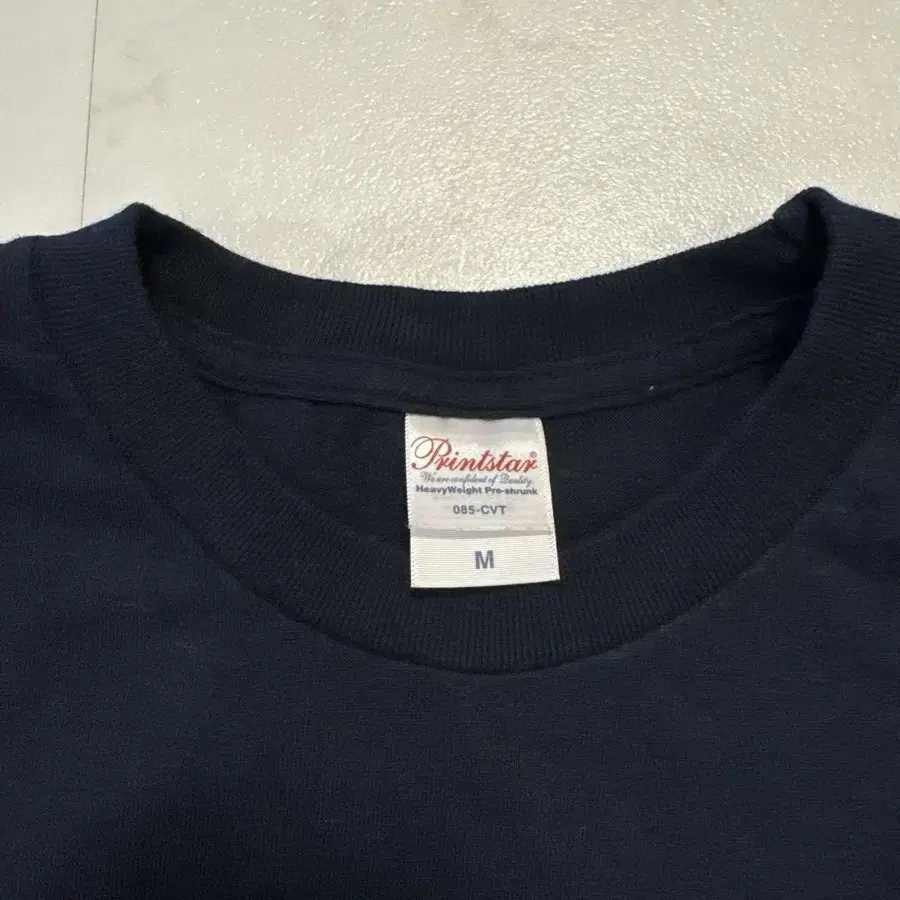 Printstar®
We are confident of Quality.
HeavyWeight Pre-shrunk
085-CVT
M